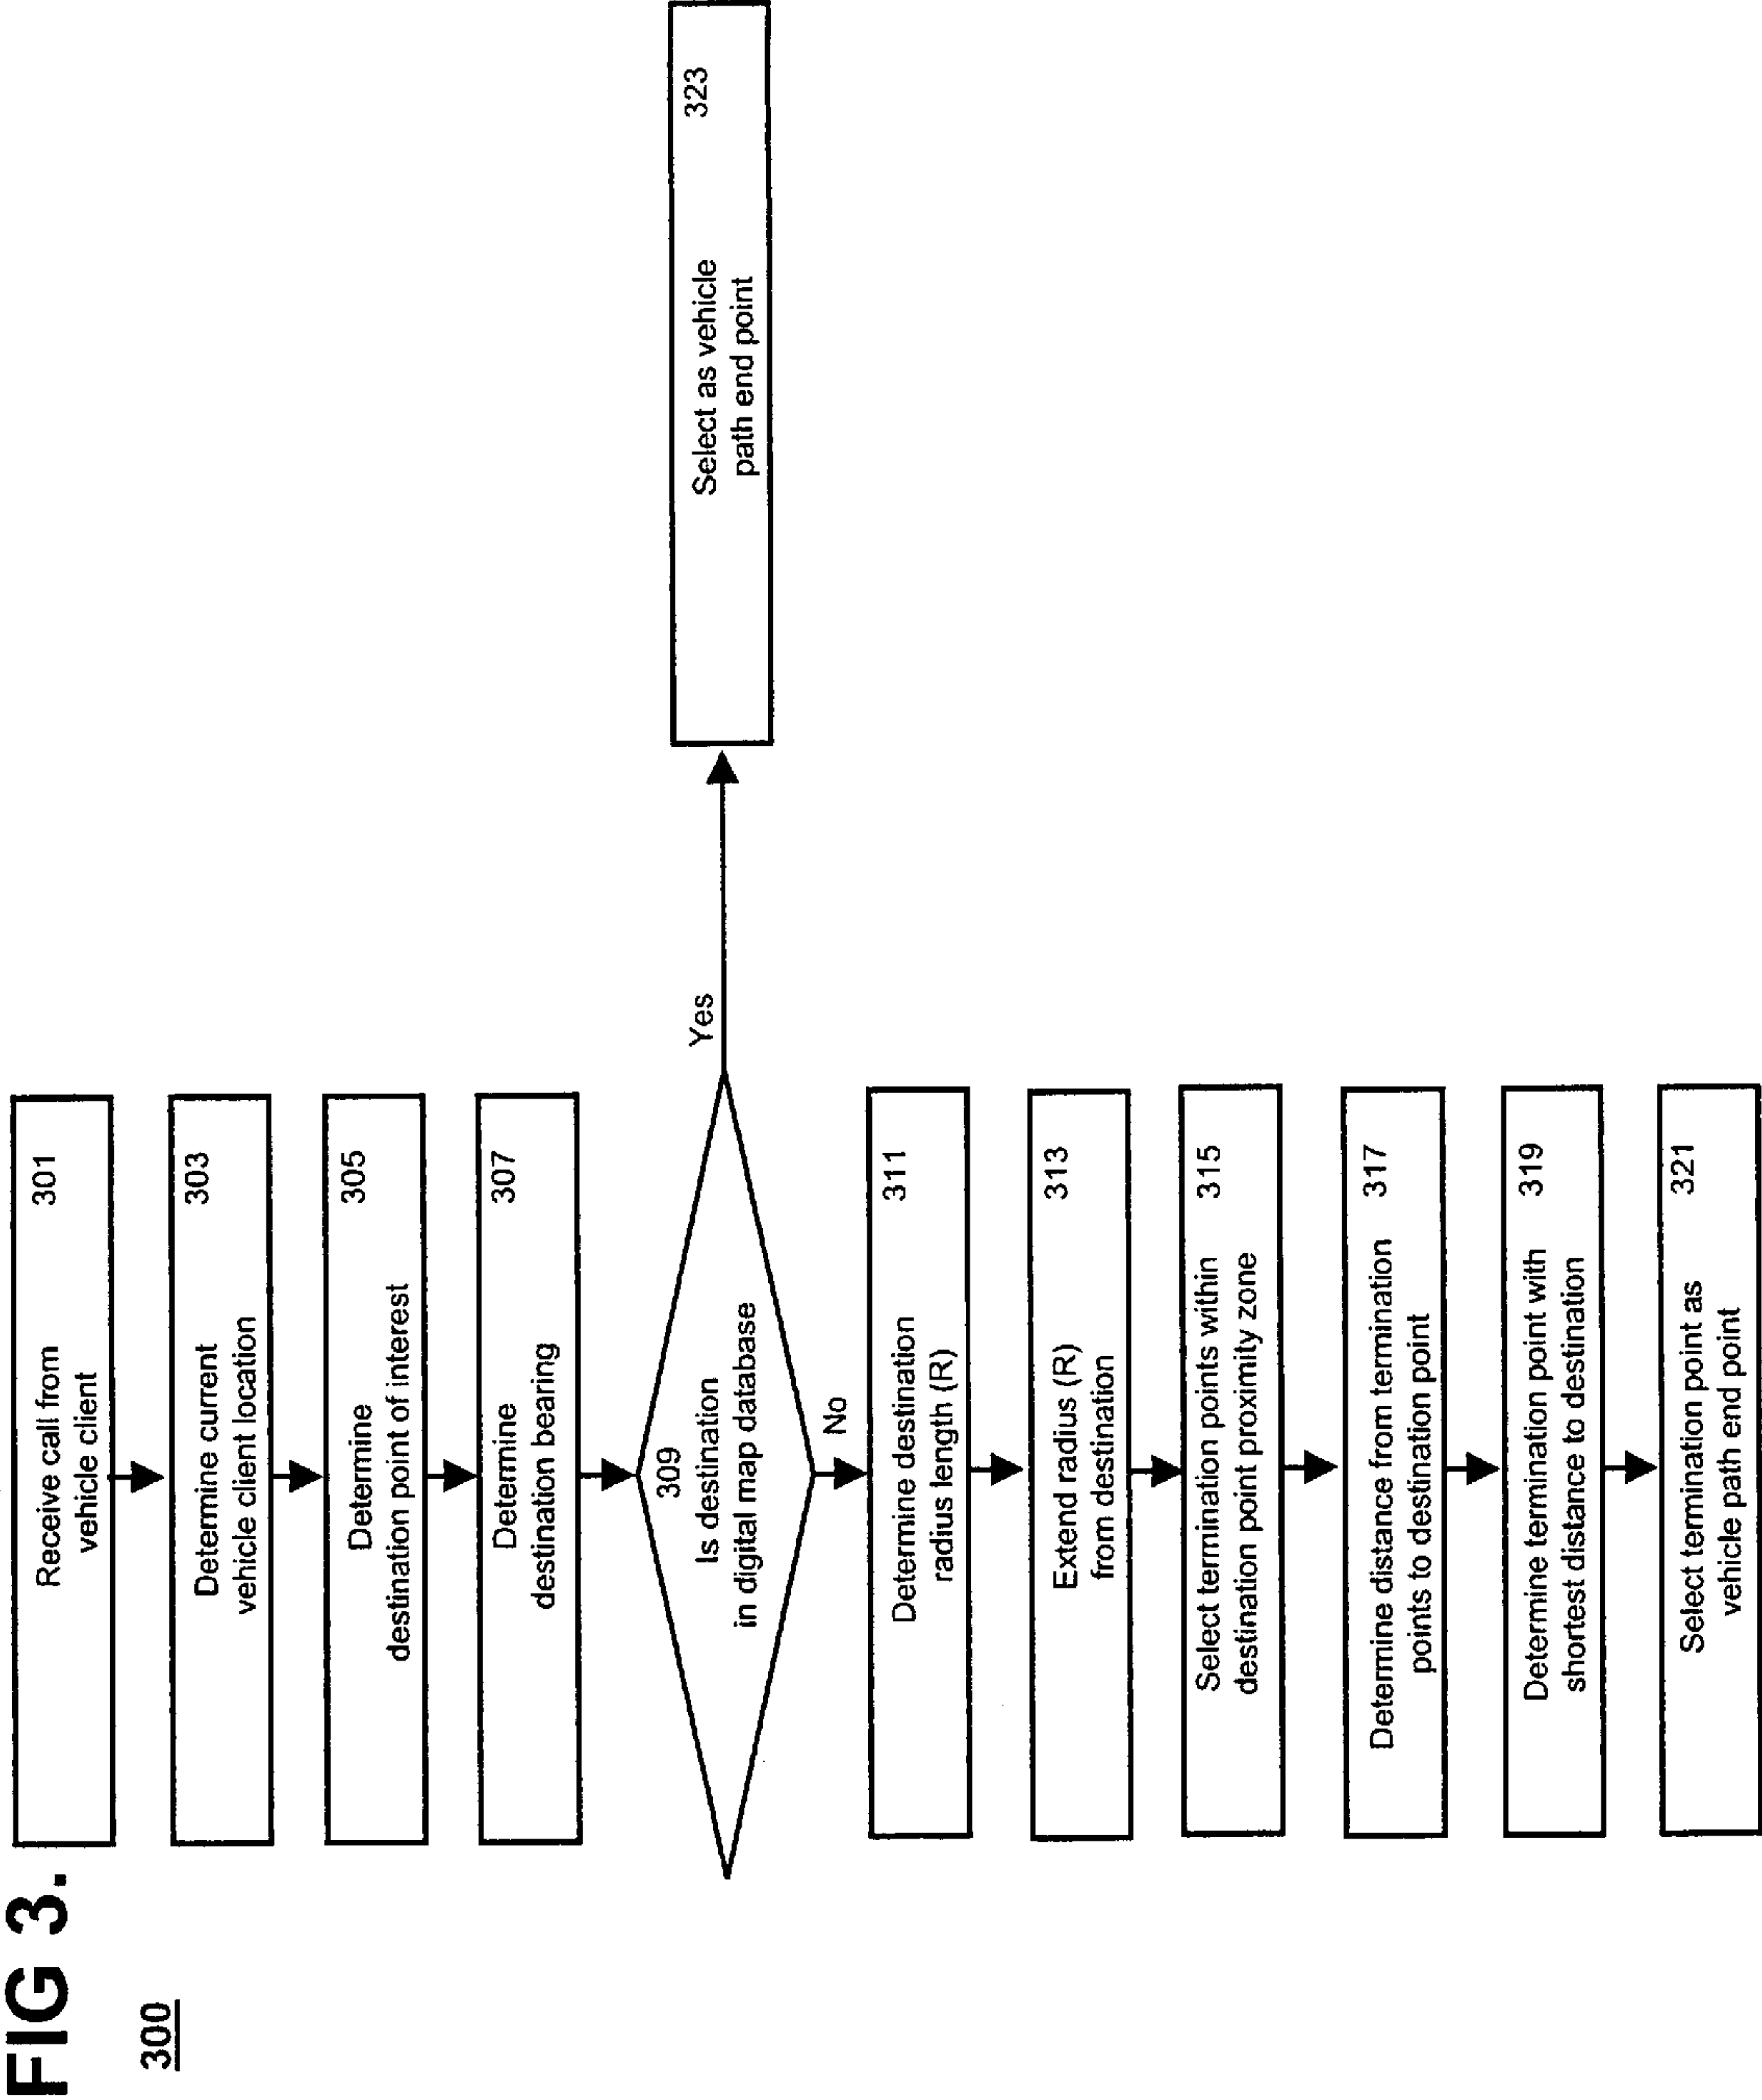 FIG 3.
300
Receive call from
vehicle client
301
Determine current
vehicle client location
303
Determine
destination point of interest
305
Determine
destination bearing
307
309
Is destination
in digital map database
Yes
Select as vehicle
path end point
323
No
Determine destination
radius length (R)
311
Extend radius (R)
from destination
313
Select termination points within
destination point proximity zone
315
Determine distance from termination
points to destination point
317
Determine termination point with
shortest distance to destination
319
Select termination point as
vehicle path end point
321